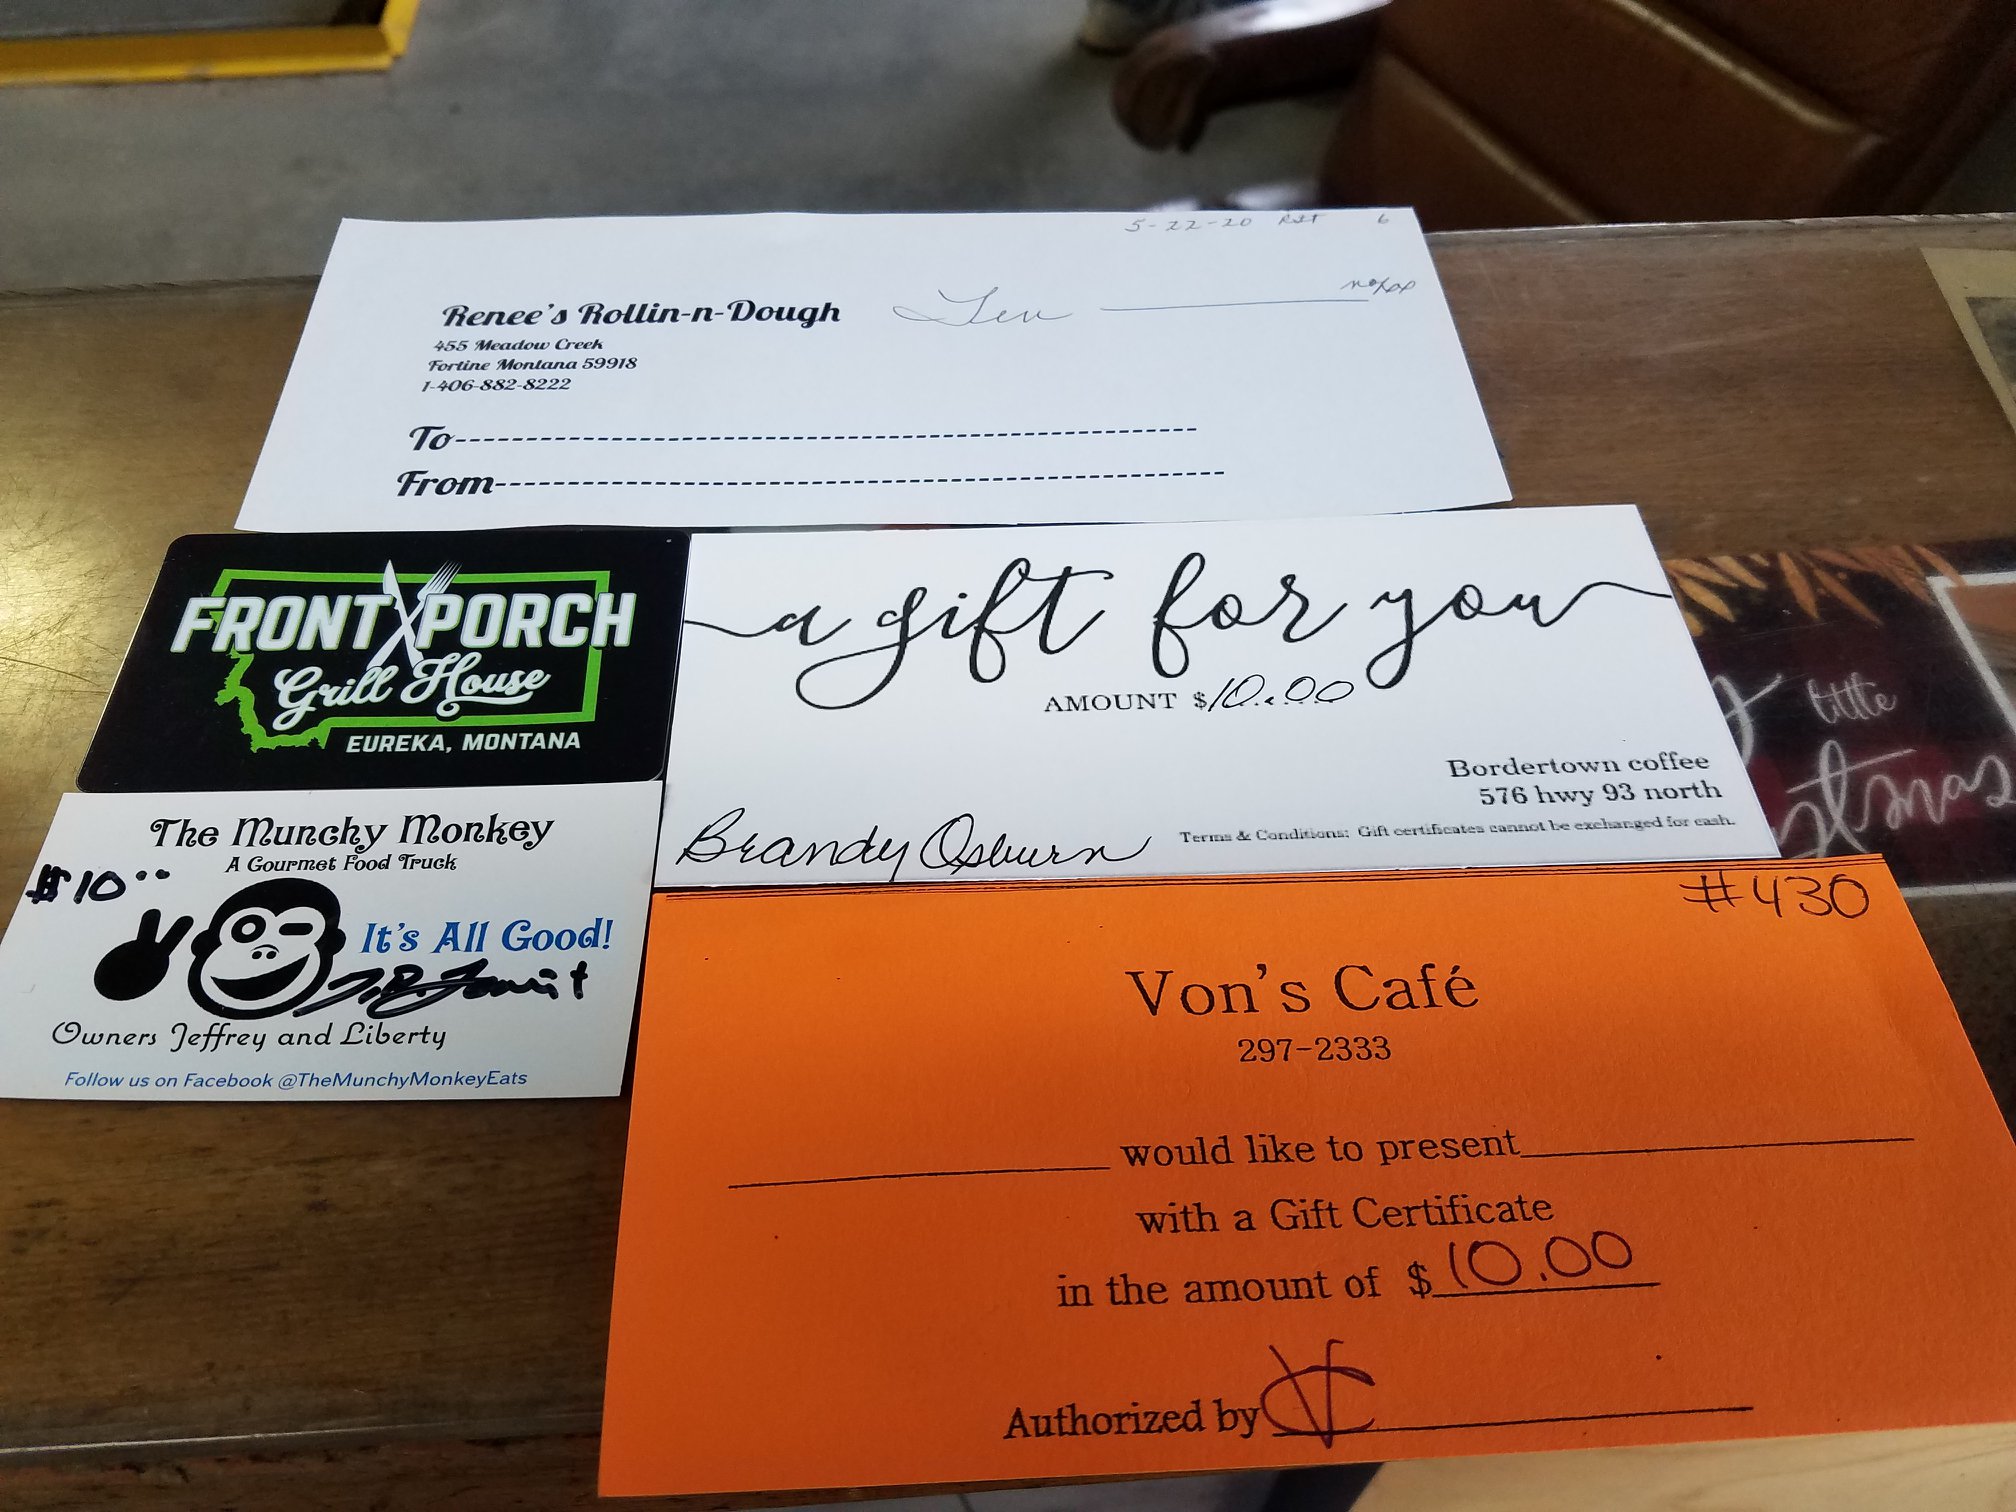 5-22-20
Renee's Rollin-n-Dough
Ten no/xx
455 Meadow Creek
Fortine Montana 59918
1-406-882-8222
To
From
FRONT PORCH
Grill House
EUREKA, MONTANA
a gift for you
AMOUNT $10.00
Bordertown coffee
576 hwy 93 north
Brandy Osburn
Terms & Conditions: Gift certificates cannot be exchanged for cash.
little
The Munchy Monkey
A Gourmet Food Truck
$10
It's All Good!
Owners Jeffrey and Liberty
Follow us on Facebook @TheMunchyMonkeyEats
#430
Von's Café
297-2333
would like to present
with a Gift Certificate
in the amount of $10.00
Authorized by VC